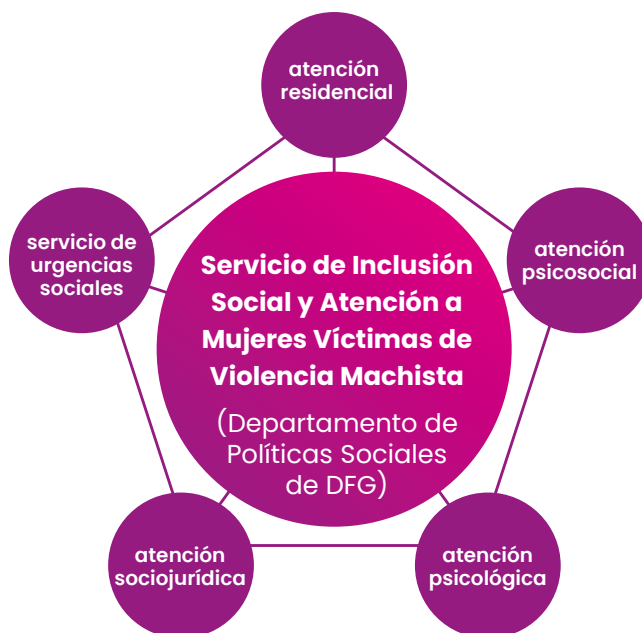 atención
residencial
servicio de
urgencias
sociales
atención
psicosocial
Servicio de Inclusión
Social y Atención a
Mujeres Víctimas de
Violencia Machista
(Departamento de
Políticas Sociales
de DFG)
atención
sociojurídica
atención
psicológica